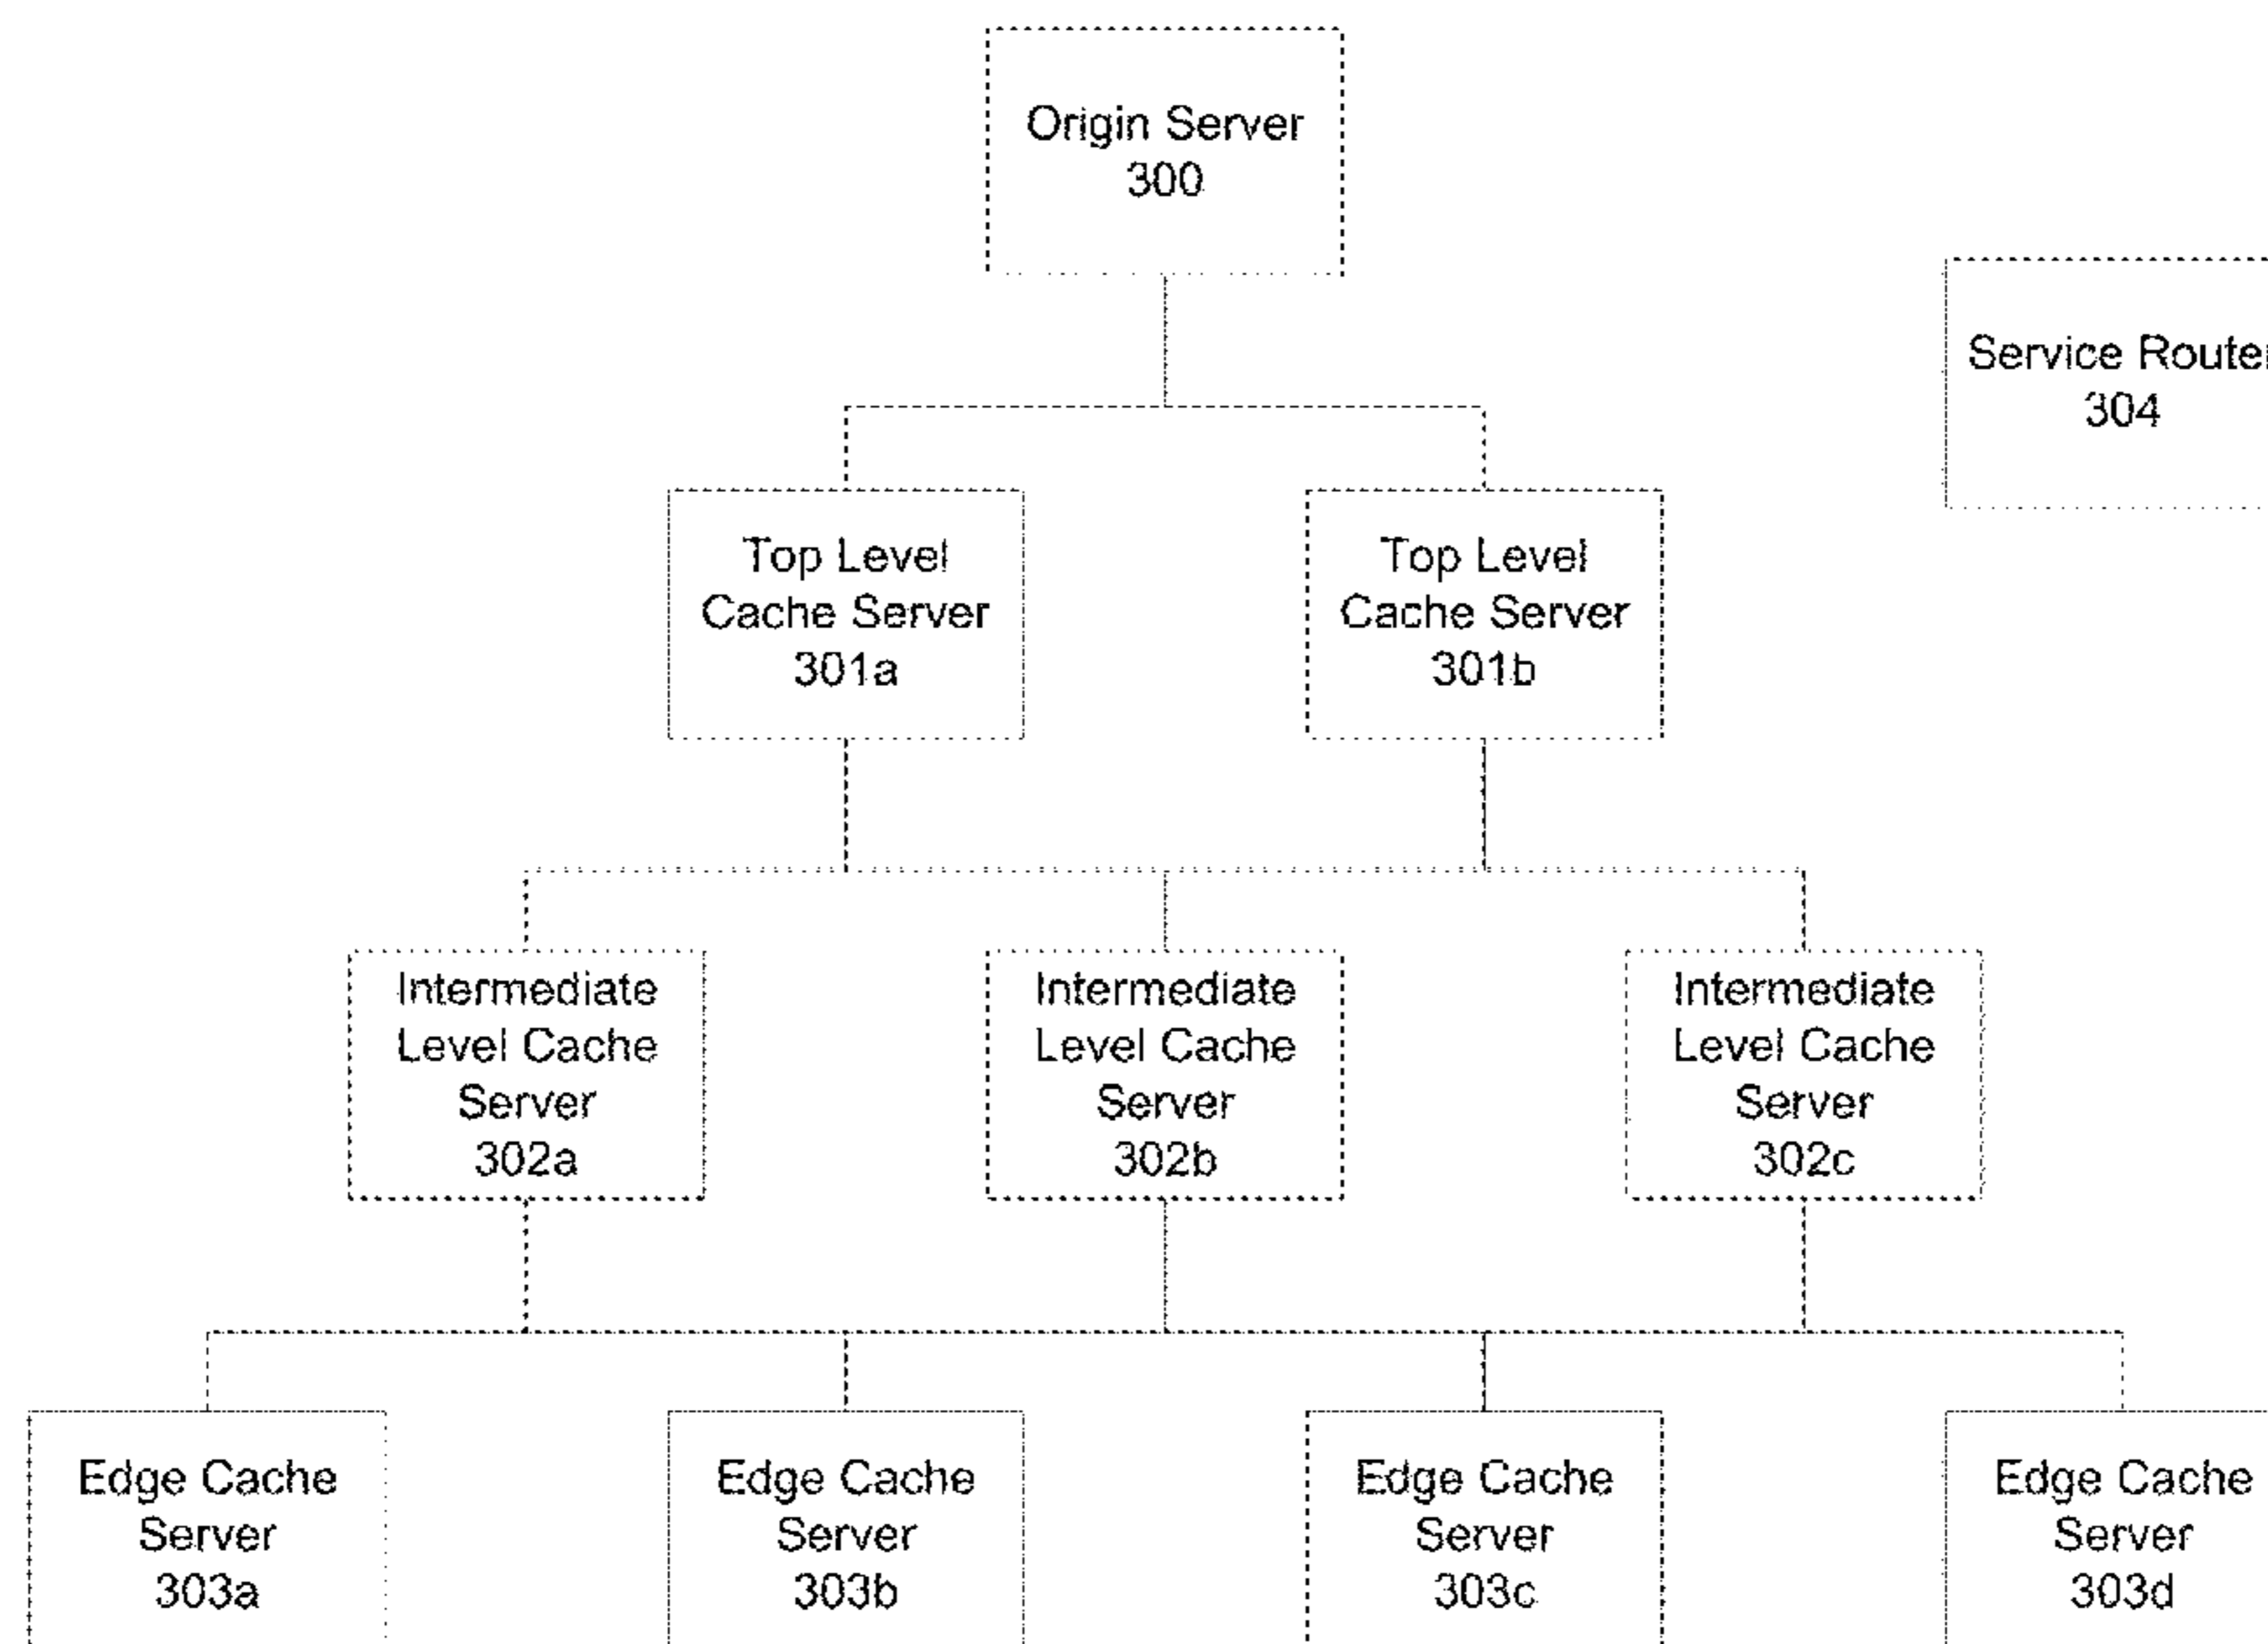 Origin Server
300
Service Router
304
Top Level
Cache Server
301a
Top Level
Cache Server
301b
Intermediate
Level Cache
Server
302a
Intermediate
Level Cache
Server
302b
Intermediate
Level Cache
Server
302c
Edge Cache
Server
303a
Edge Cache
Server
303b
Edge Cache
Server
303c
Edge Cache
Server
303d